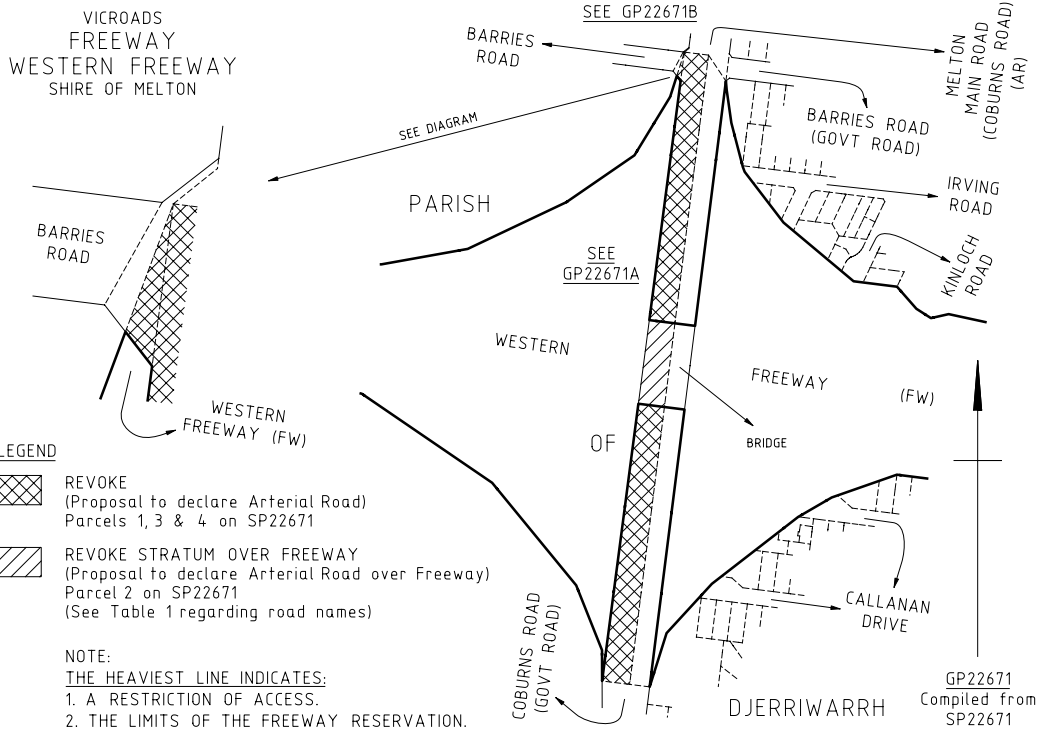 VICROADS
FREEWAY
WESTERN FREEWAY
SHIRE OF MELTON
SEE GP22671B
BARRIES
ROAD
MELTON
MAIN ROAD
(COBURNS ROAD)
(AR)
BARRIES ROAD
(GOVT ROAD)
SEE DIAGRAM
IRVING
ROAD
PARISH
BARRIES
ROAD
SEE
GP22671A
KINLOCH
ROAD
WESTERN
FREEWAY
(FW)
WESTERN
FREEWAY (FW)
OF
BRIDGE
LEGEND
REVOKE
(Proposal to declare Arterial Road)
Parcels 1, 3 & 4 on SP22671
REVOKE STRATUM OVER FREEWAY
(Proposal to declare Arterial Road over Freeway)
Parcel 2 on SP22671
(See Table 1 regarding road names)
CALLANAN
DRIVE
COBURNS ROAD
(GOVT ROAD)
NOTE:
THE HEAVIEST LINE INDICATES:
1. A RESTRICTION OF ACCESS.
2. THE LIMITS OF THE FREEWAY RESERVATION.
DJERRIWARRH
GP22671
Compiled from
SP22671